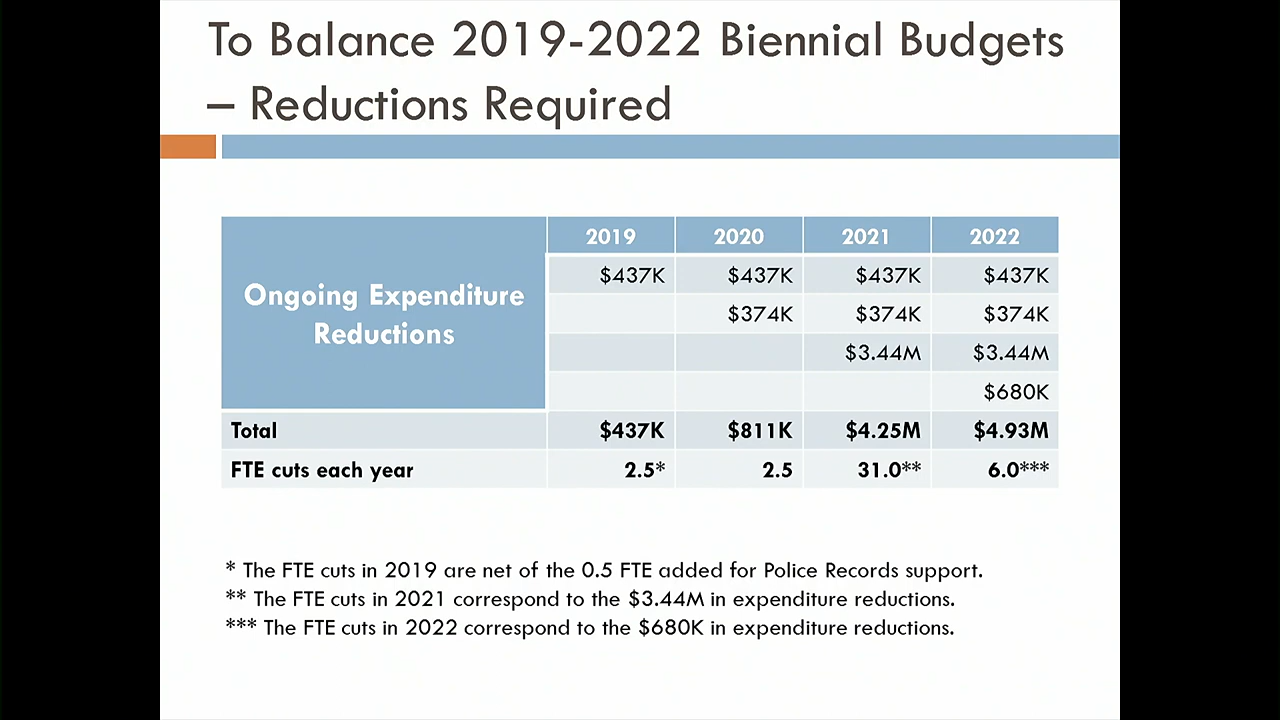 To Balance 2019-2022 Biennial Budgets
– Reductions Required
2019 2020 2021 2022
Ongoing Expenditure
Reductions
$437K $437K $437K $437K
$374K $374K $374K
$3.44M $3.44M
$680K
Total $437K $811K $4.25M $4.93M
FTE cuts each year 2.5* 2.5 31.0** 6.0***
* The FTE cuts in 2019 are net of the 0.5 FTE added for Police Records support.
** The FTE cuts in 2021 correspond to the $3.44M in expenditure reductions.
*** The FTE cuts in 2022 correspond to the $680K in expenditure reductions.